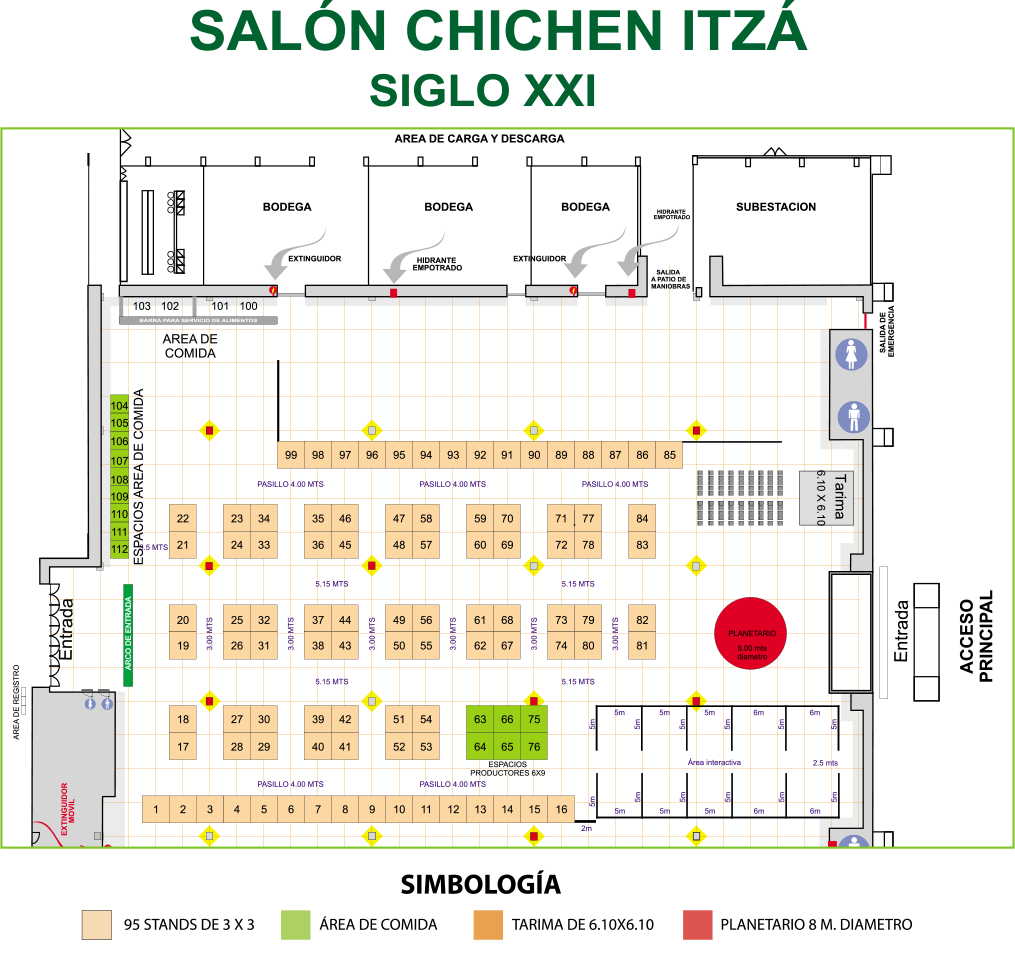 SALÓN CHICHEN ITZÁ
SIGLO XXI
AREA DE CARGA Y DESCARGA
BODEGA
BODEGA
BODEGA
SUBESTACION
HIDRANTE
EMPOTRADO
EXTINGUIDOR
HIDRANTE
EMPOTRADO
EXTINGUIDOR
SALIDA
A PATIO DE
MANIOBRAS
103 102 101 100
BARRA PARA SERVICIO DE ALIMENTOS
AREA DE
COMIDA
SALIDA DE
EMERGENCIA
104
105
106
107
108
109
110
111
112
ESPACIOS AREA DE COMIDA
99 98 97 96 95 94 93 92 91 90 89 88 87 86 85
PASILLO 4.00 MTS
PASILLO 4.00 MTS
PASILLO 4.00 MTS
Tarima
6.10 X 6.10
22 23 34 35 46 47 58 59 70 71 77 84
21 24 33 36 45 48 57 60 69 72 78 83
.5 MTS
5.15 MTS
5.15 MTS
Entrada
ARCO DE ENTRADA
20 25 32 37 44 49 56 61 68 73 79 82
19 26 31 38 43 50 55 62 67 74 80 81
3.00 MTS
3.00 MTS
3.00 MTS
3.00 MTS
3.00 MTS
3.00 MTS
PLANETARIO
8.00 mts
diametro
Entrada
ACCESO
PRINCIPAL
AREA DE REGISTRO
5.15 MTS
5.15 MTS
18 27 30 39 42 51 54 63 66 75
17 28 29 40 41 52 53 64 65 76
ESPACIOS
PRODUCTORES 6X9
5m 5m 5m 6m 6m
5m 5m 5m 5m 5m 5m
Área interactiva
2.5 mts
5m 5m 5m 5m 5m 5m
5m 5m 5m 6m 6m
2m
PASILLO 4.00 MTS
PASILLO 4.00 MTS
1 2 3 4 5 6 7 8 9 10 11 12 13 14 15 16
EXTINGUIDOR
MOVIL
SIMBOLOGÍA
95 STANDS DE 3 X 3
ÁREA DE COMIDA
TARIMA DE 6.10X6.10
PLANETARIO 8 M. DIAMETRO